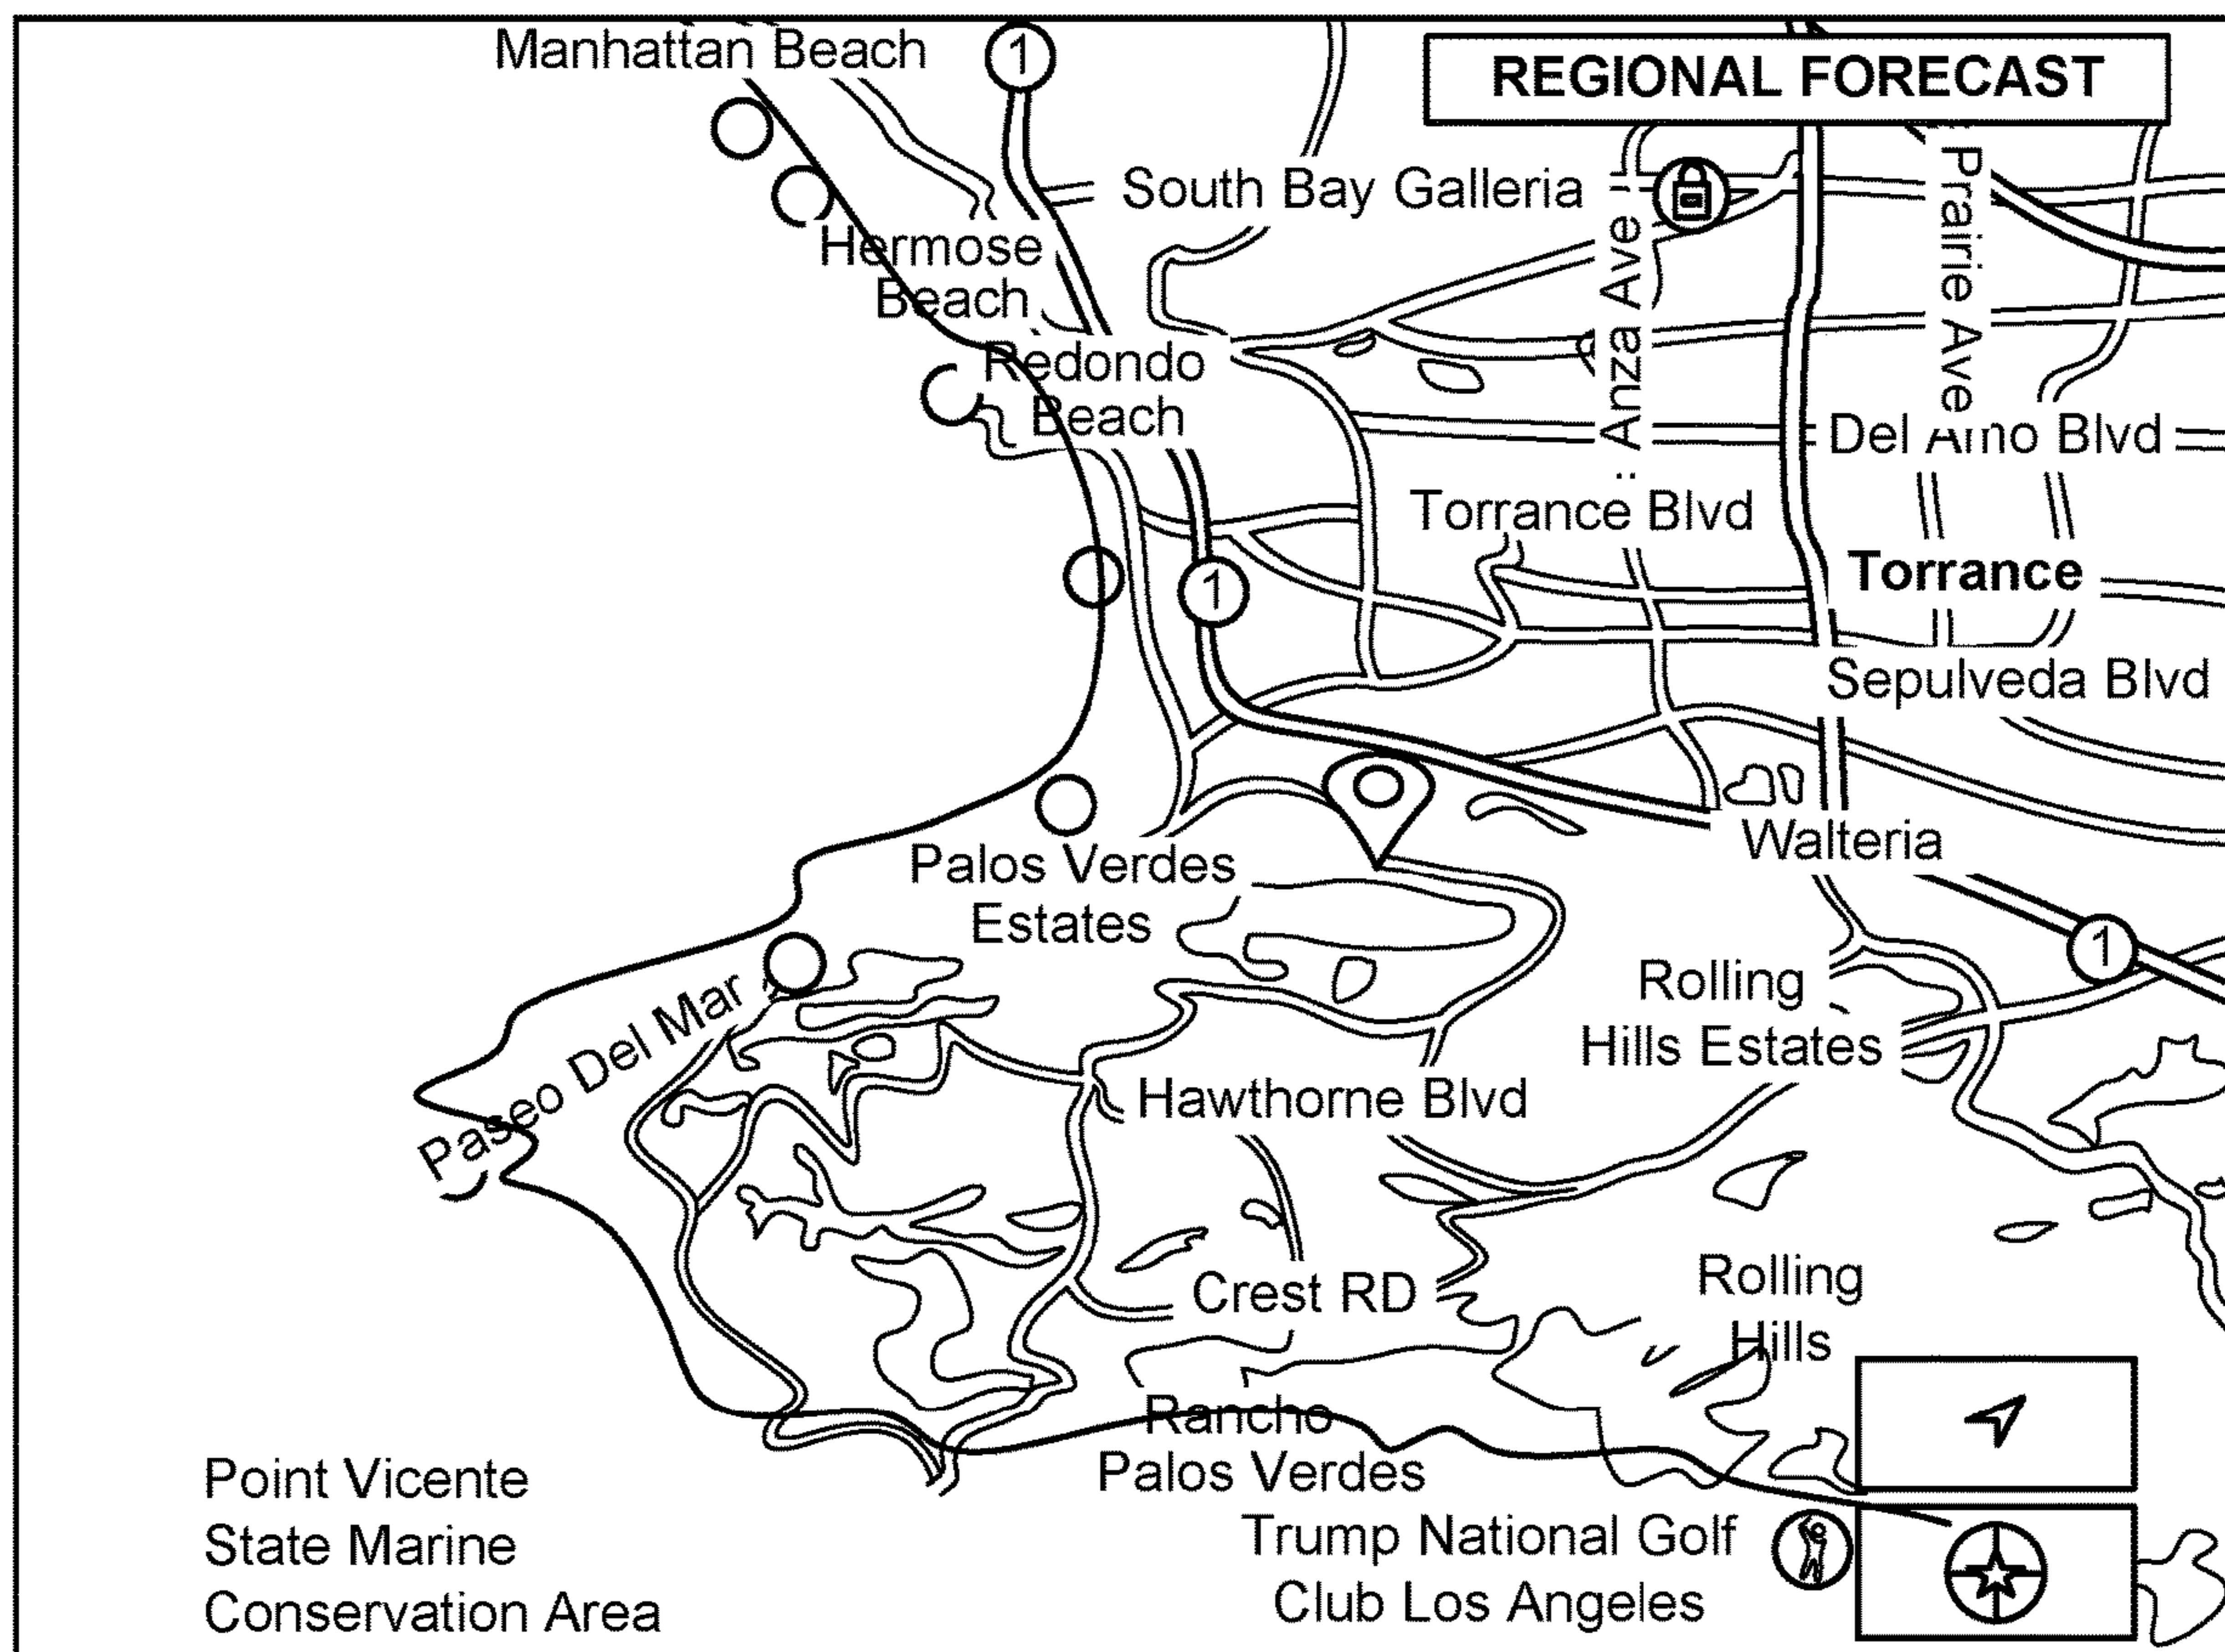 Manhattan Beach
1
REGIONAL FORECAST
South Bay Galleria
Hermose
Beach
Anza Ave
Prairie Ave
Redondo
Beach
Del Amo Blvd
Torrance Blvd
Torrance
1
Sepulveda Blvd
Walteria
Palos Verdes
Estates
1
Rolling
Hills Estates
Paseo Del Mar
Hawthorne Blvd
Crest RD
Rolling
Hills
Rancho
Palos Verdes
Point Vicente
State Marine
Conservation Area
Trump National Golf
Club Los Angeles